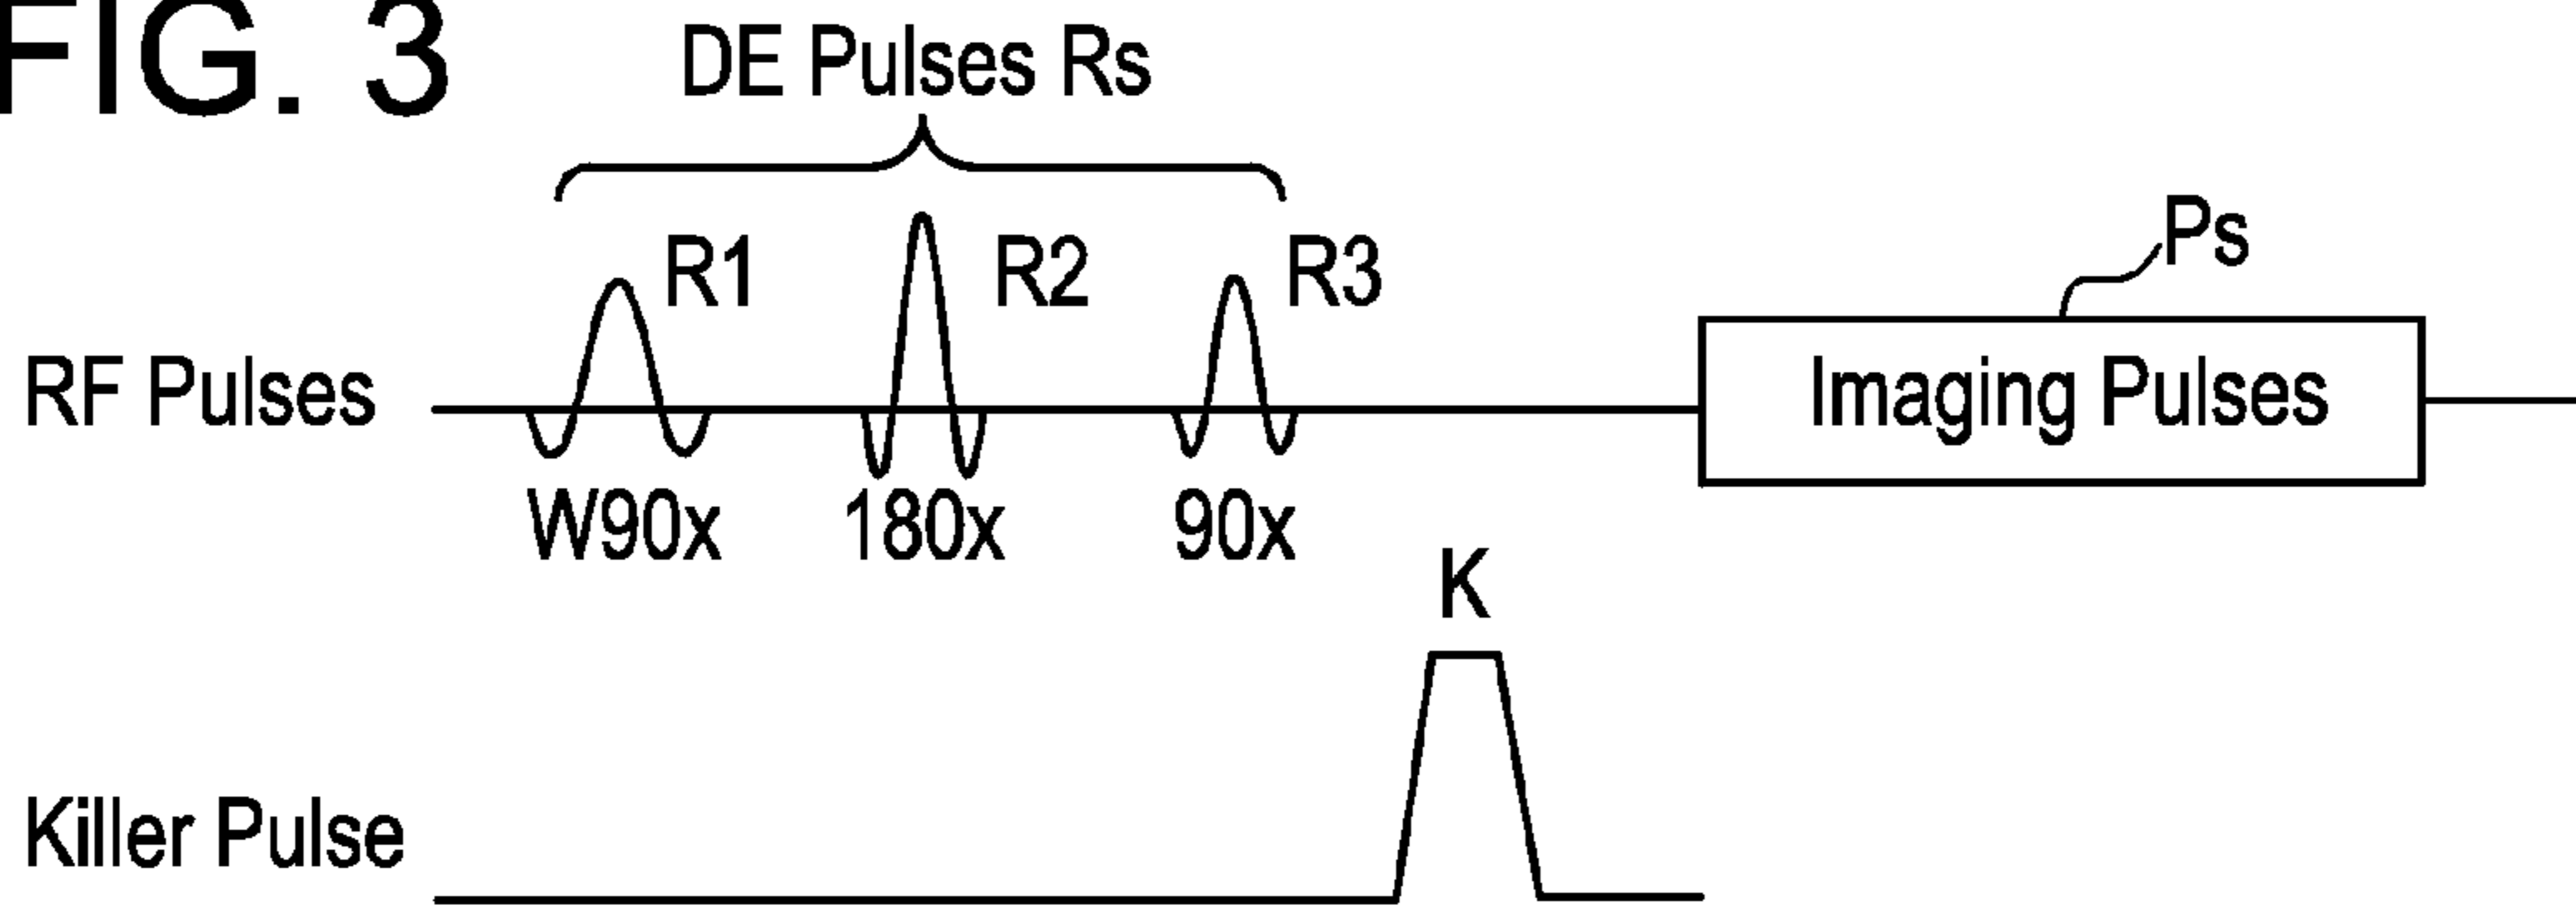 FIG. 3
DE Pulses Rs
R1
R2
R3
Ps
RF Pulses
Imaging Pulses
W90x
180x
90x
K
Killer Pulse